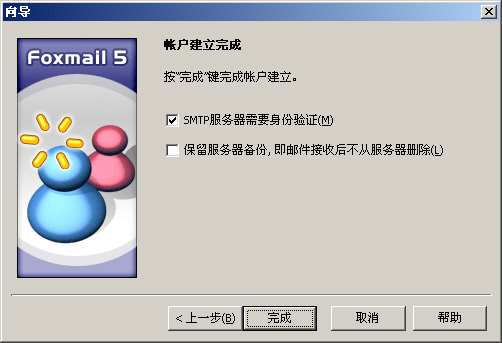 向导
Foxmail 5
帐户建立完成
按“完成”键完成帐户建立。
SMTP服务器需要身份验证(M)
保留服务器备份, 即邮件接收后不从服务器删除(L)
< 上一步(B)
完成
取消
帮助